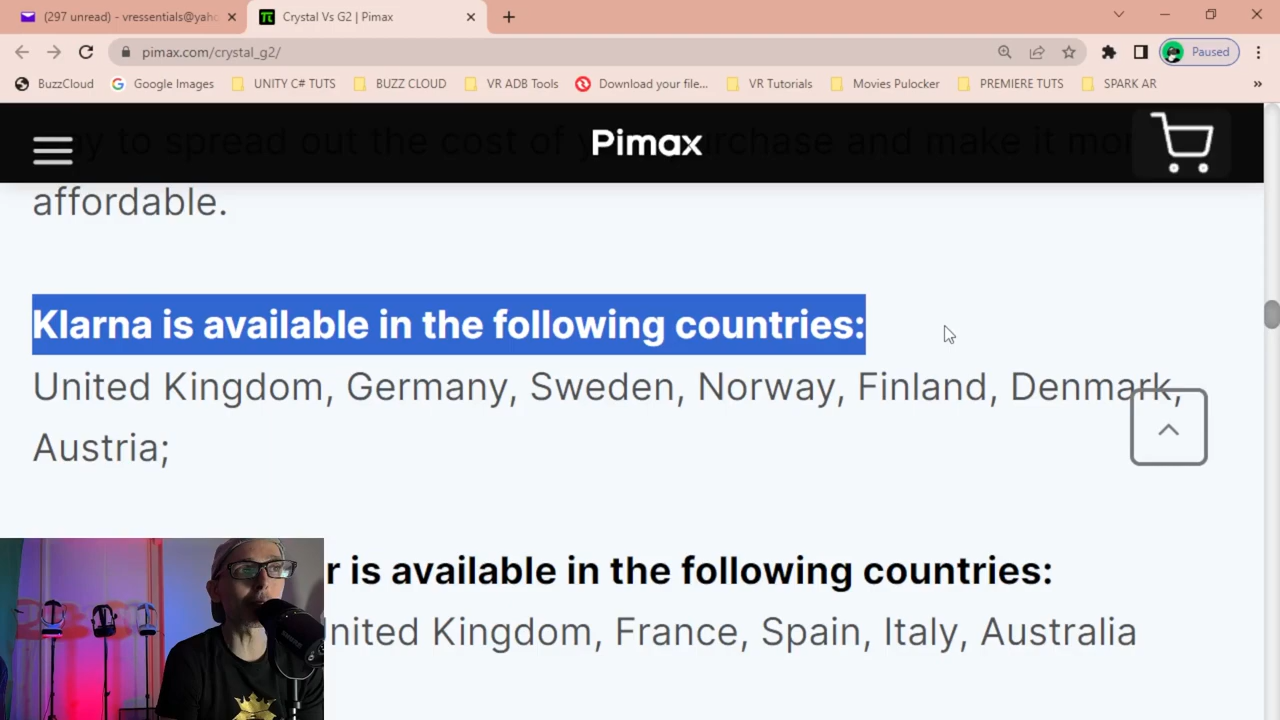 (297 unread) - vressentials@yaho
Crystal Vs G2 | Pimax
pimax.com/crystal_g2/
Paused
BuzzCloud
Google Images
UNITY C# TUTS
BUZZ CLOUD
VR ADB Tools
Download your file...
VR Tutorials
Movies Pulocker
PREMIERE TUTS
SPARK AR
to spread out the cost of your purchase and make it more
Pimax
affordable.
Klarna is available in the following countries:
United Kingdom, Germany, Sweden, Norway, Finland, Denmark,
Austria;
r is available in the following countries:
nited Kingdom, France, Spain, Italy, Australia